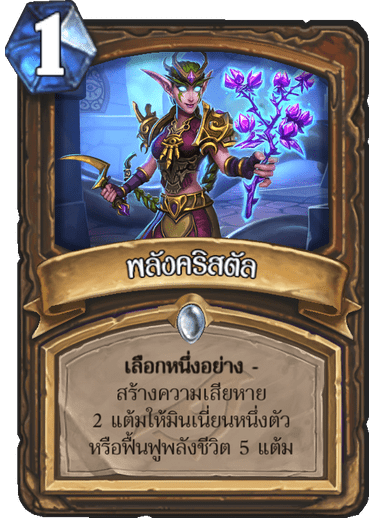 1
พลังคริสตัล
เลือกหนึ่งอย่าง -
สร้างความเสียหาย
2 แต้มให้มินเนี่ยนหนึ่งตัว
หรือฟื้นฟูพลังชีวิต 5 แต้ม